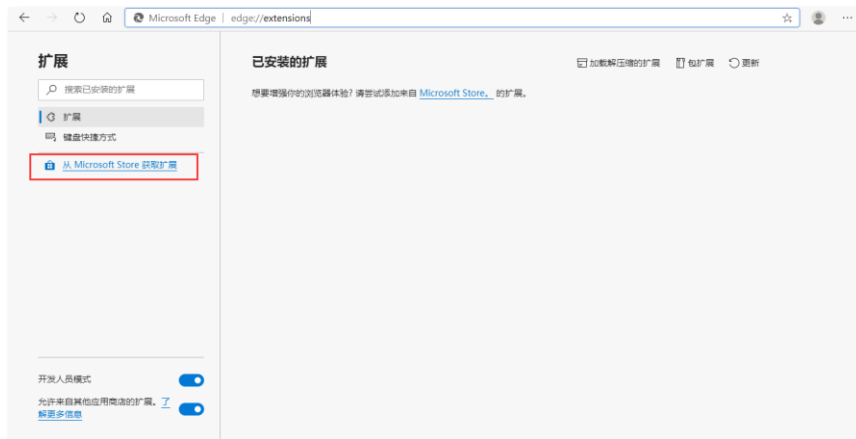 Microsoft Edge | edge://extensions
扩展
搜索已安装的扩展
扩展
键盘快捷方式
从 Microsoft Store 获取扩展
已安装的扩展
加载解压缩的扩展 包扩展 更新
想要增强你的浏览器体验? 请尝试添加来自 Microsoft Store。 的扩展。
开发人员模式
允许来自其他应用商店的扩展。了
解更多信息